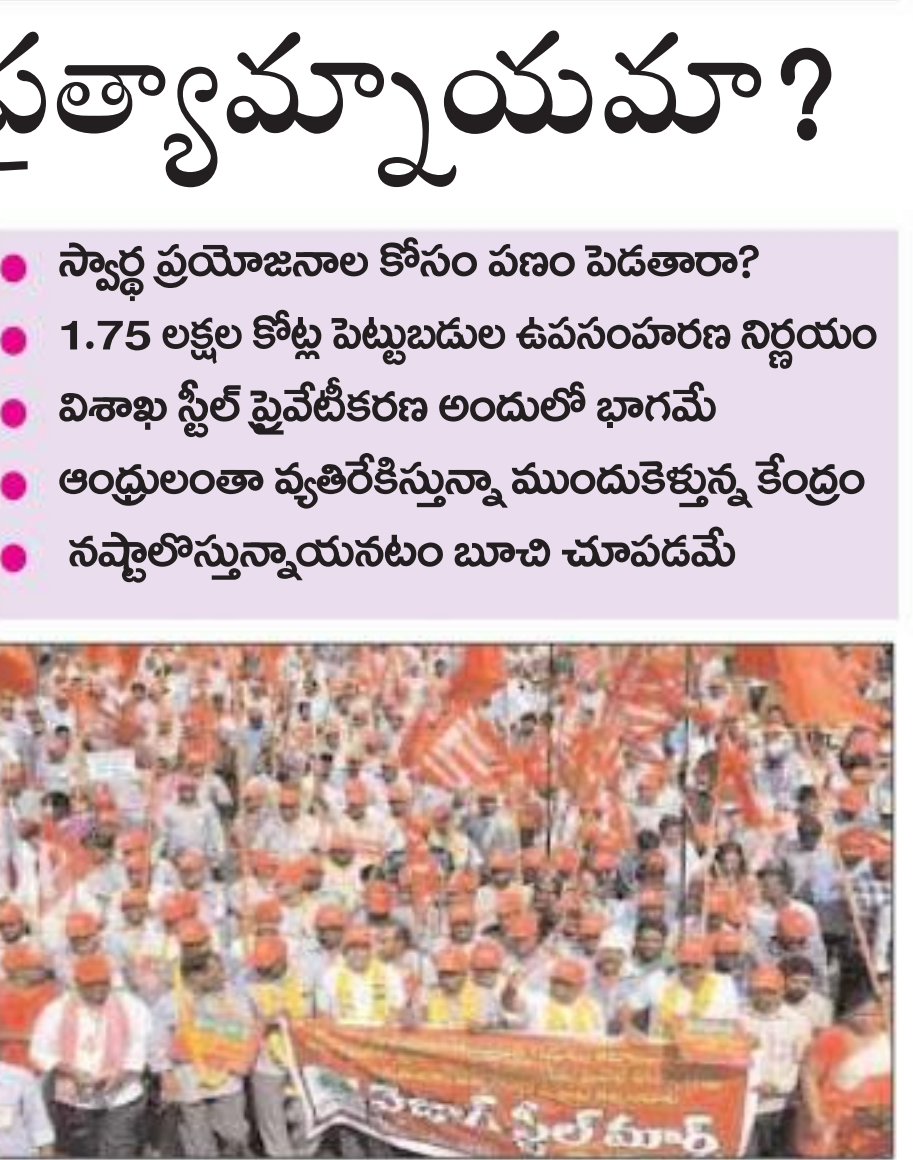 ప్రత్యామ్నాయమా?
స్వార్థ ప్రయోజనాల కోసం పణం పెడతారా?
1.75 లక్షల కోట్ల పెట్టుబడుల ఉపసంహరణ నిర్ణయం
విశాఖ స్టీల్ ప్రైవేటీకరణ అందులో భాగమే
ఆంధ్రులంతా వ్యతిరేకిస్తున్నా ముందుకెళ్తున్న కేంద్రం
నష్టాలొస్తున్నాయనటం బూచి చూపడమే
స్టీల్ మార్